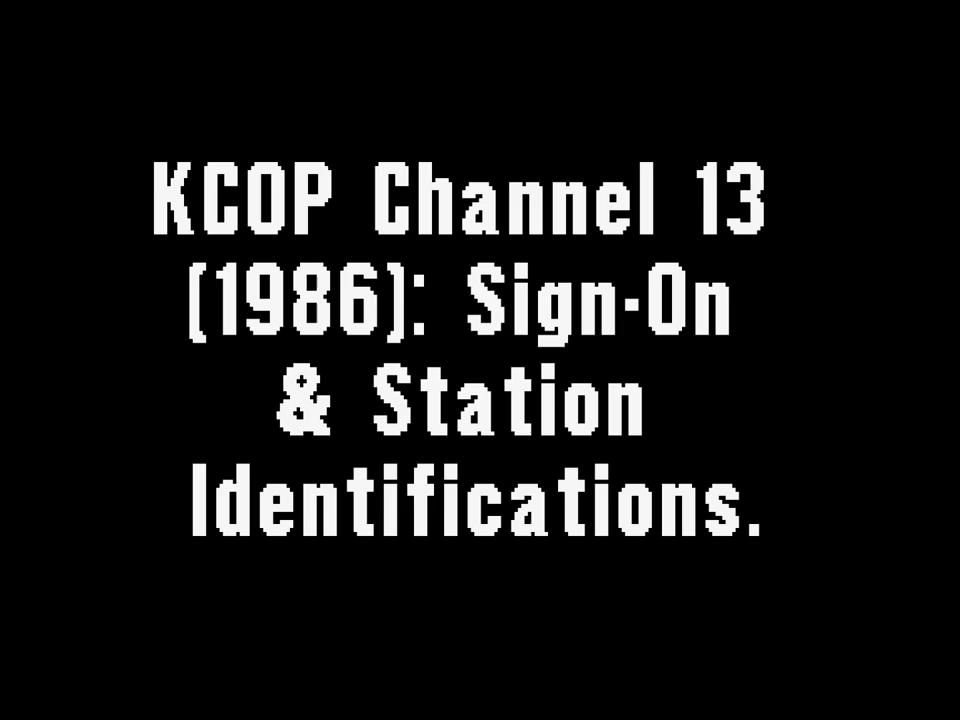 KCOP Channel 13
(1986): Sign-On
& Station
Identifications.